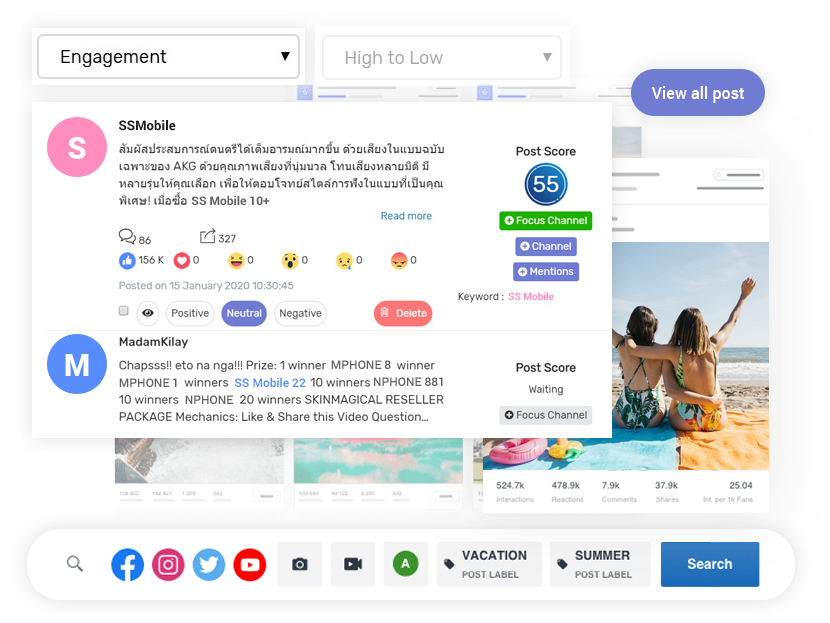 Engagement
High to Low
View all post
S
SSMobile
สัมผัสประสบการณ์ดนตรีได้เต็มอารมณ์มากขึ้น ด้วยเสียงในแบบฉบับ
เฉพาะของ AKG ด้วยคุณภาพเสียงที่นุ่มนวล โทนเสียงหลายมิติ มี
หลายรุ่นให้คุณเลือก เพื่อให้ตอบโจทย์สไตล์การฟังในแบบที่เป็นคุณ
พิเศษ! เมื่อซื้อ SS Mobile 10+
Read more
86
327
156 K 0 0 0 0 0
Posted on 15 January 2020 10:30:45
Positive Neutral Negative Delete
Post Score
55
Focus Channel
Channel
Mentions
Keyword : SS Mobile
M
MadamKilay
Chapsss!! eto na nga!!! Prize: 1 winner MPHONE 8 winner
MPHONE 1 winners SS Mobile 22 10 winners NPHONE 881
10 winners NPHONE 20 winners SKINMAGICAL RESELLER
PACKAGE Mechanics: Like & Share this Video Question...
Post Score
Waiting
Focus Channel
524.7k 478.9k 7.9k 37.9k 25.04
Interactions Reactions Comments Shares Int. per 1k Fans
A
VACATION
POST LABEL
SUMMER
POST LABEL
Search